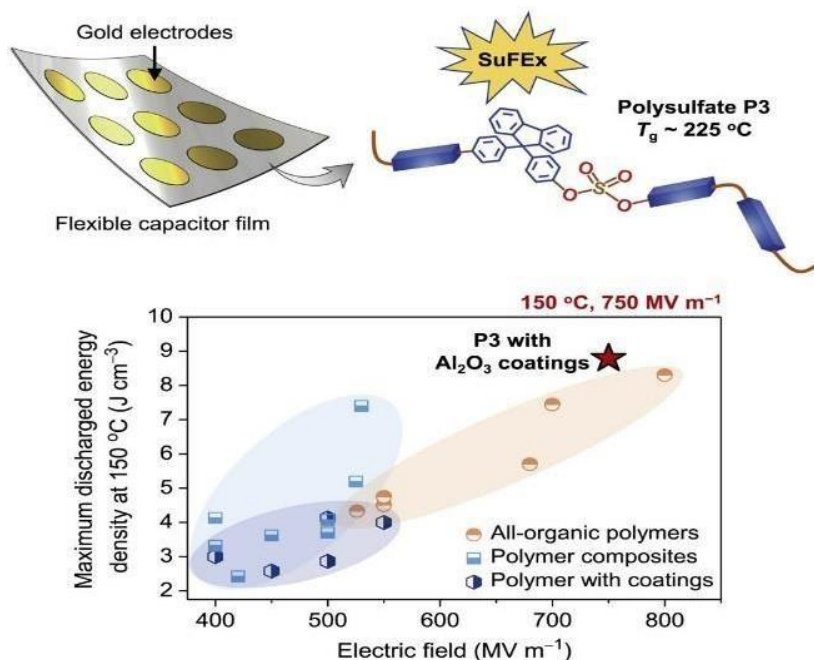 Gold electrodes
Flexible capacitor film
SuFEx
Polysulfate P3
Tg ~ 225 °C
O
O
O
S
O
150 °C, 750 MV m⁻¹
Maximum discharged energy
density at 150 °C (J cm⁻³)
10
9
8
7
6
5
4
3
2
P3 with
Al₂O₃ coatings
All-organic polymers
Polymer composites
Polymer with coatings
400
500
600
700
800
Electric field (MV m⁻¹)